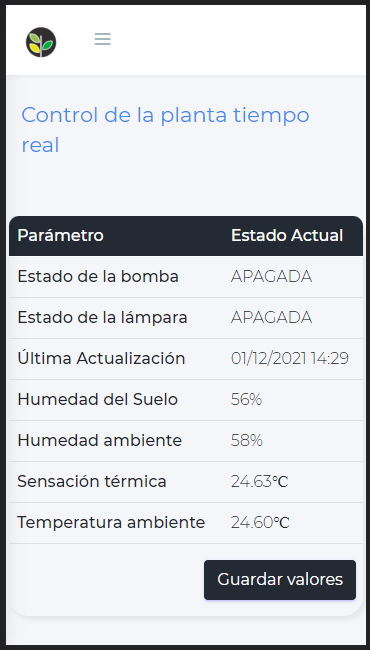 Control de la planta tiempo
real
Parámetro Estado Actual
Estado de la bomba APAGADA
Estado de la lámpara APAGADA
Última Actualización 01/12/2021 14:29
Humedad del Suelo 56%
Humedad ambiente 58%
Sensación térmica 24.63℃
Temperatura ambiente 24.60℃
Guardar valores